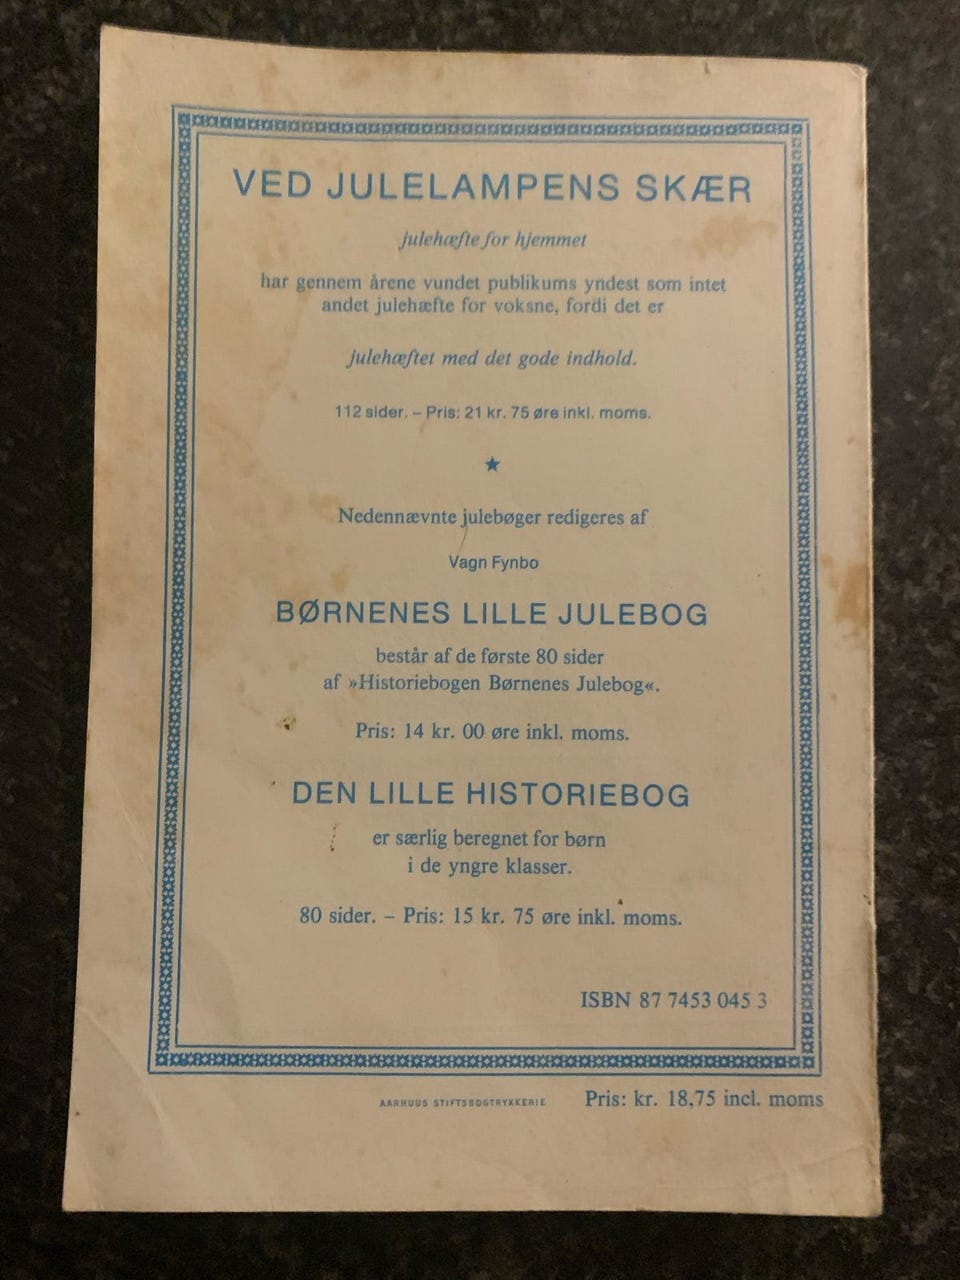 VED JULELAMPENS SKÆR
julehæfte for hjemmet
har gennem årene vundet publikums yndest som intet
andet julehæfte for voksne, fordi det er
julehæftet med det gode indhold.
112 sider. – Pris: 21 kr. 75 øre inkl. moms.
★
Nedennævnte julebøger redigeres af
Vagn Fynbo
BØRNENES LILLE JULEBOG
består af de første 80 sider
af »Historiebogen Børnenes Julebog«.
Pris: 14 kr. 00 øre inkl. moms.
DEN LILLE HISTORIEBOG
er særlig beregnet for børn
i de yngre klasser.
80 sider. – Pris: 15 kr. 75 øre inkl. moms.
ISBN 87 7453 045 3
AARHUUS STIFTSBOGTRYKKERIE
Pris: kr. 18,75 incl. moms